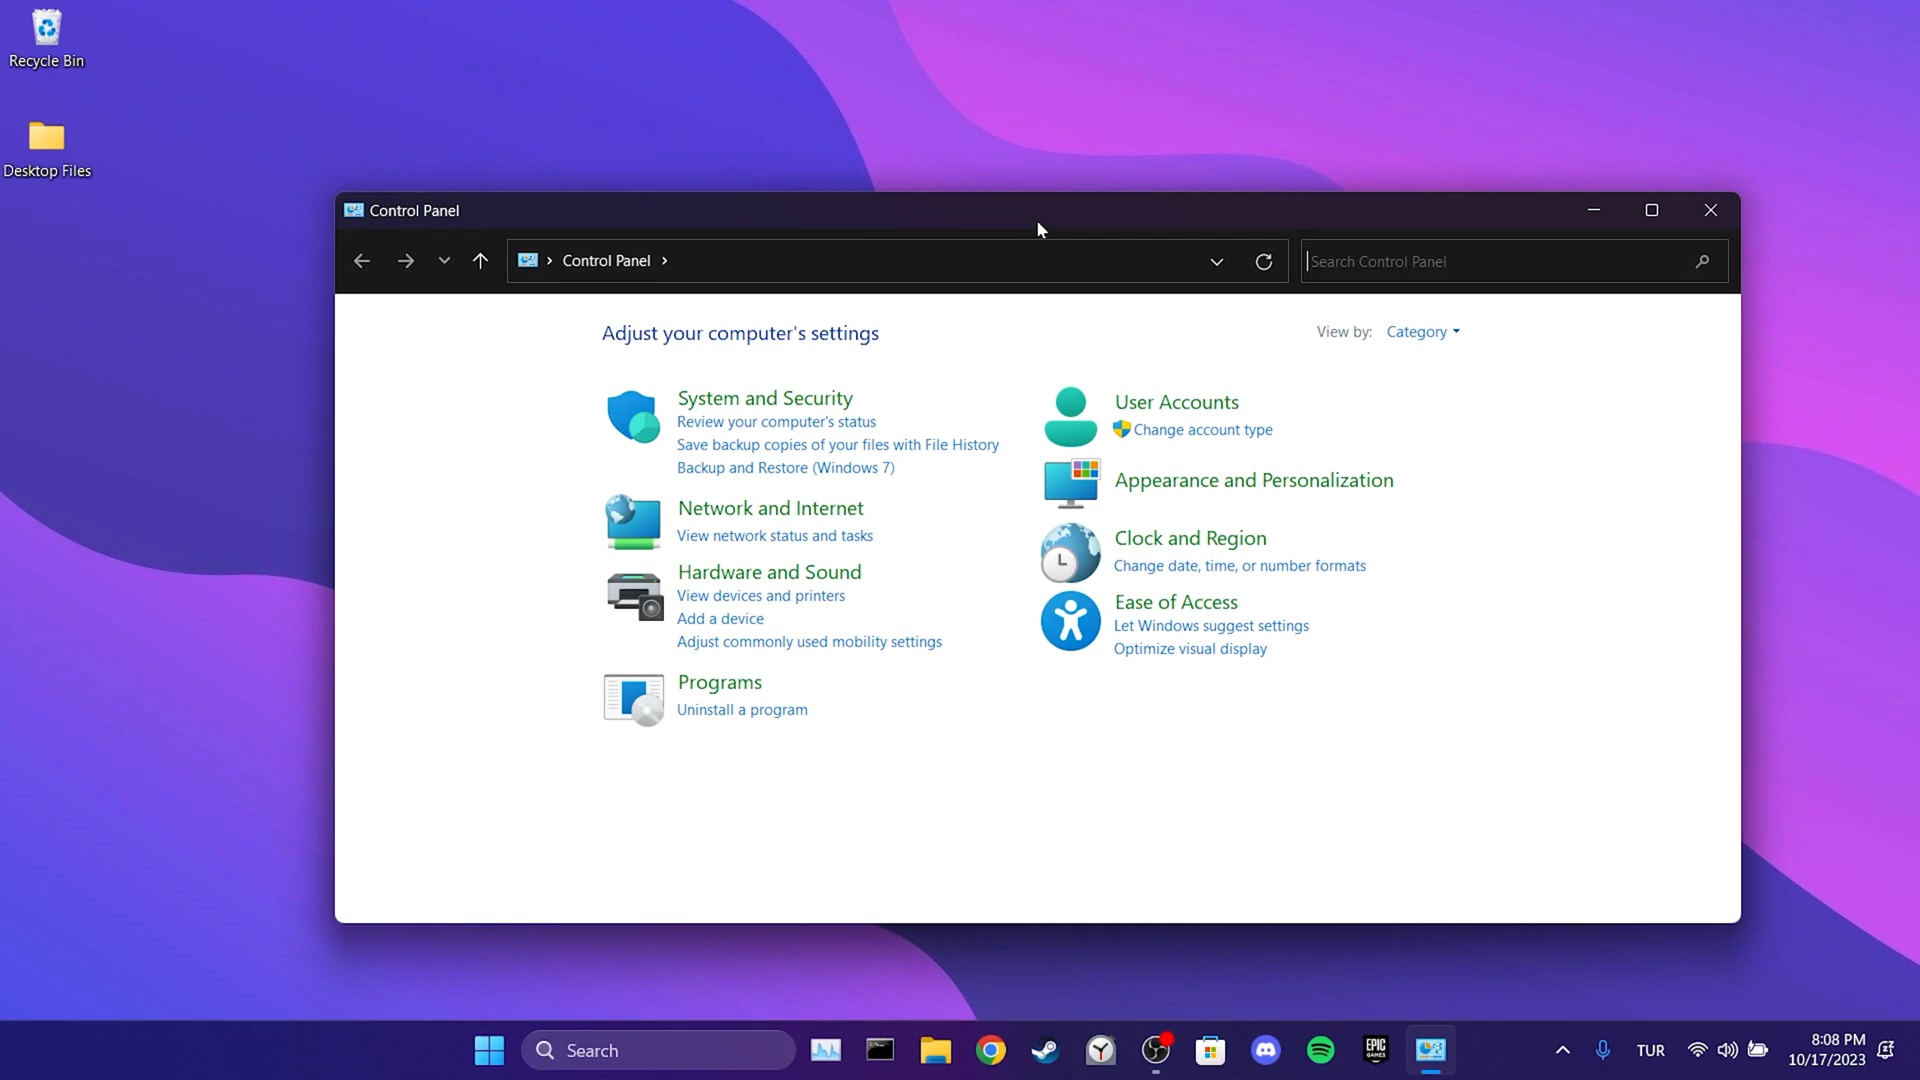 Recycle Bin
Desktop Files
Control Panel
Control Panel
Search Control Panel
Adjust your computer's settings
View by: Category
System and Security
Review your computer's status
Save backup copies of your files with File History
Backup and Restore (Windows 7)
Network and Internet
View network status and tasks
Hardware and Sound
View devices and printers
Add a device
Adjust commonly used mobility settings
Programs
Uninstall a program
User Accounts
Change account type
Appearance and Personalization
Clock and Region
Change date, time, or number formats
Ease of Access
Let Windows suggest settings
Optimize visual display
Search
EPIC
GAMES
TUR
8:08 PM
10/17/2023